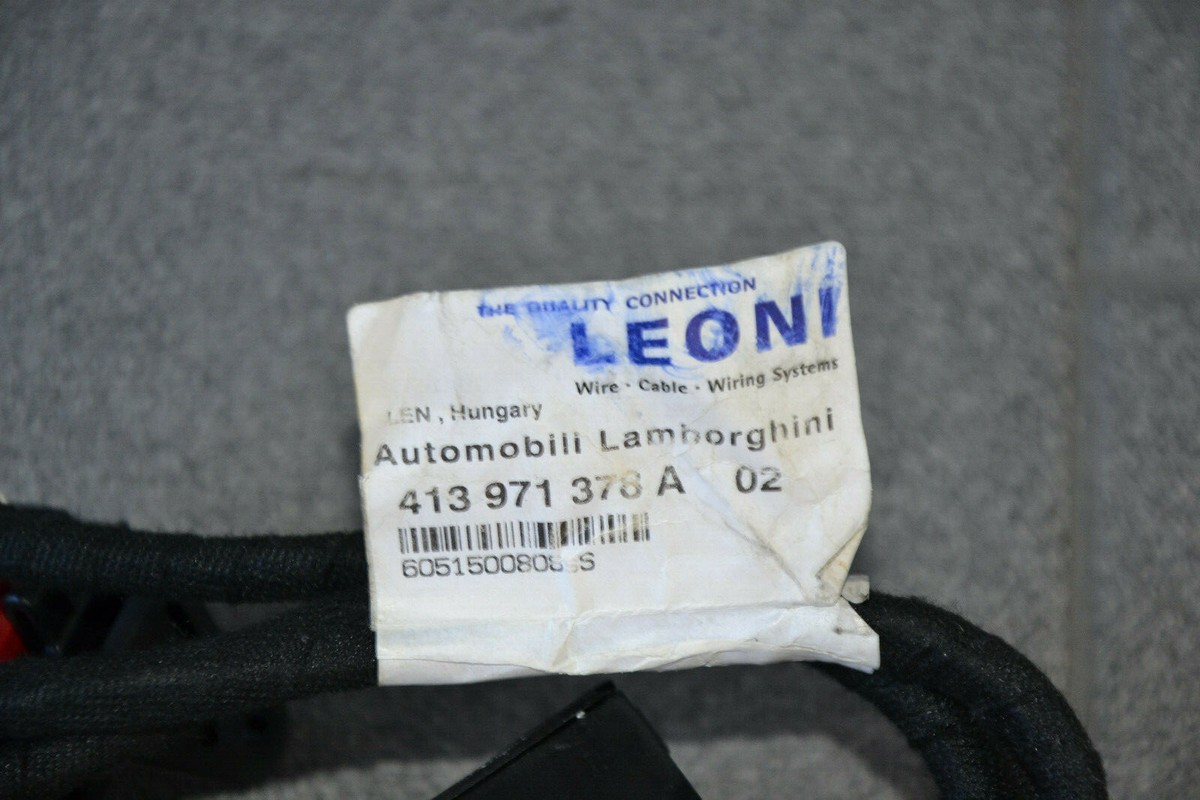 THE QUALITY CONNECTION
LEONI
Wire · Cable · Wiring Systems
LEN , Hungary
Automobili Lamborghini
413 971 378 A 02